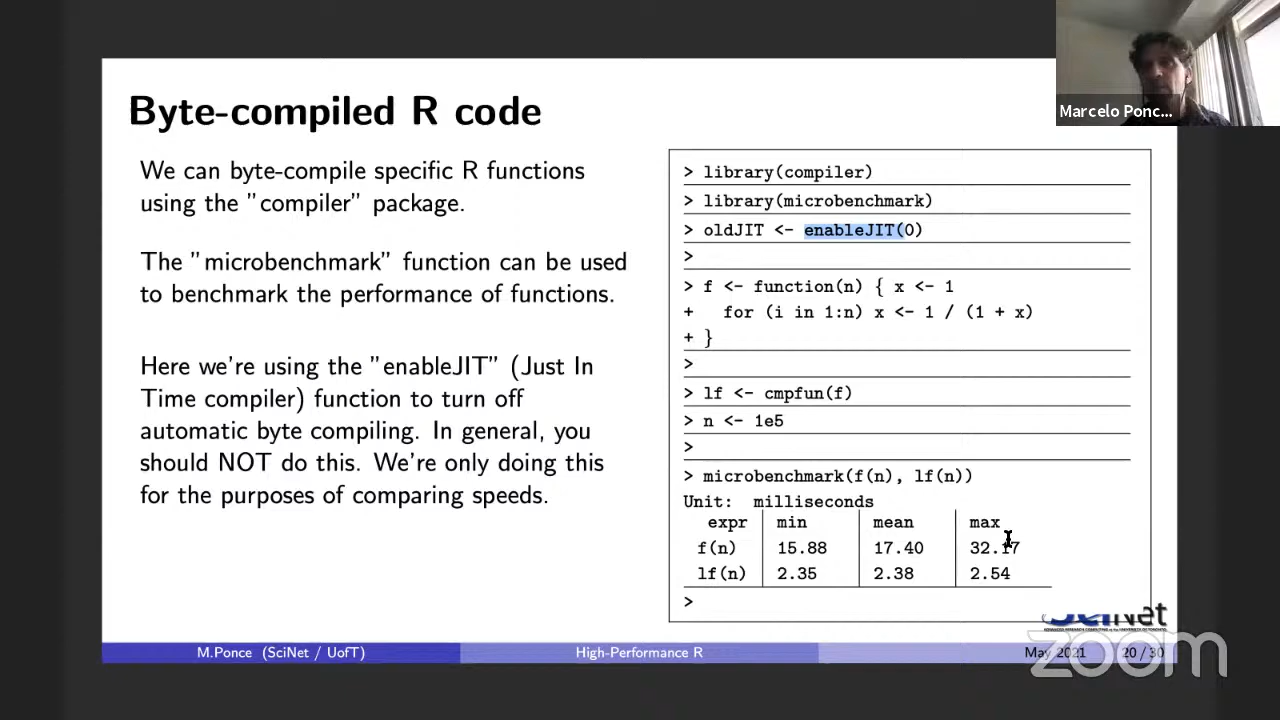 Byte-compiled R code
We can byte-compile specific R functions
using the "compiler" package.
The "microbenchmark" function can be used
to benchmark the performance of functions.
Here we're using the "enableJIT" (Just In
Time compiler) function to turn off
automatic byte compiling. In general, you
should NOT do this. We're only doing this
for the purposes of comparing speeds.
> library(compiler)
> library(microbenchmark)
> oldJIT <- enableJIT(0)
>
> f <- function(n) { x <- 1
+ for (i in 1:n) x <- 1 / (1 + x)
+ }
>
> lf <- cmpfun(f)
> n <- 1e5
>
> microbenchmark(f(n), lf(n))
Unit: milliseconds
expr min mean max
f(n) 15.88 17.40 32.17
lf(n) 2.35 2.38 2.54
>
Marcelo Ponc...
SciNet
M.Ponce (SciNet / UofT) High-Performance R May 2021 20 / 30
zoom